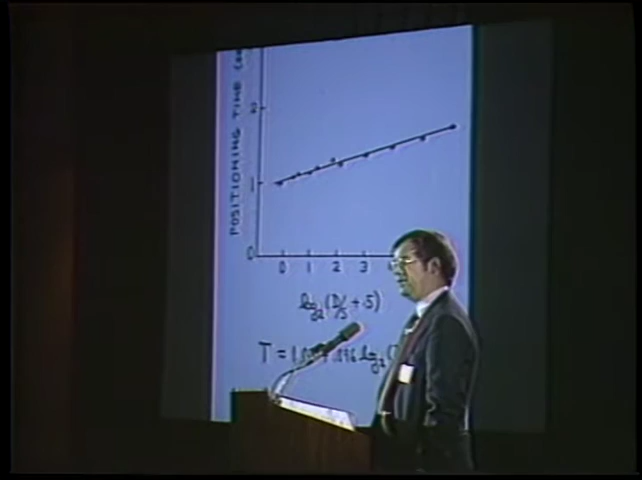 POSITIONING TIME
2
1
0
0 1 2 3
log₂(D/S + .5)
T =